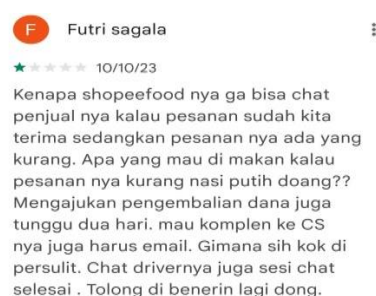 F Futri sagala
10/10/23
Kenapa shopeefood nya ga bisa chat
penjual nya kalau pesanan sudah kita
terima sedangkan pesanan nya ada yang
kurang. Apa yang mau di makan kalau
pesanan nya kurang nasi putih doang??
Mengajukan pengembalian dana juga
tunggu dua hari. mau komplen ke CS
nya juga harus email. Gimana sih kok di
persulit. Chat drivernya juga sesi chat
selesai . Tolong di benerin lagi dong.